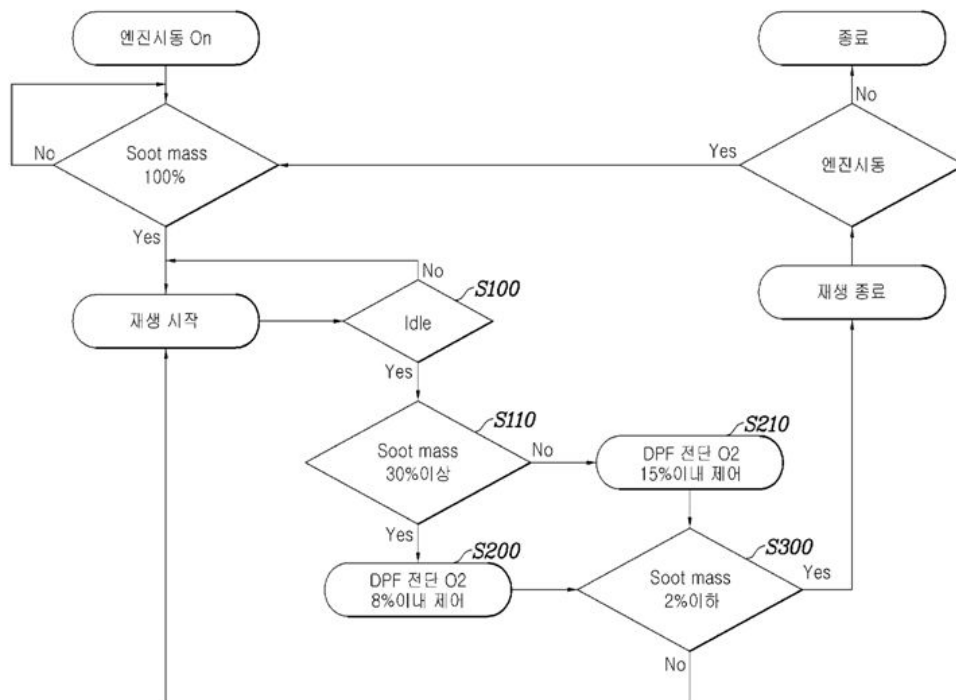 엔진시동 On
종료
No
No
Soot mass
100%
Yes
엔진시동
Yes
No
S100
재생 시작
Idle
재생 종료
Yes
S110
Soot mass
30%이상
No
S210
DPF 전단 O2
15%이내 제어
Yes
S200
DPF 전단 O2
8%이내 제어
S300
Soot mass
2%이하
Yes
No